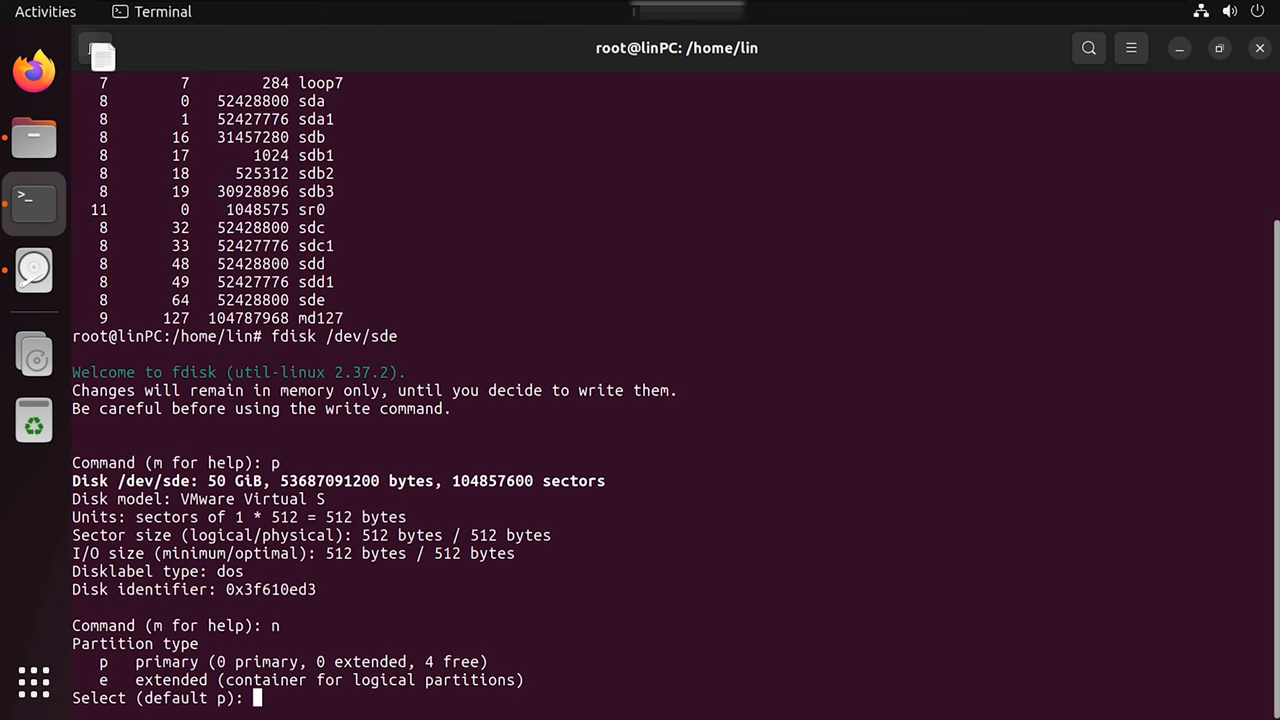 Activities Terminal
root@linPC: /home/lin
7 7 284 loop7
8 0 52428800 sda
8 1 52427776 sda1
8 16 31457280 sdb
8 17 1024 sdb1
8 18 525312 sdb2
8 19 30928896 sdb3
11 0 1048575 sr0
8 32 52428800 sdc
8 33 52427776 sdc1
8 48 52428800 sdd
8 49 52427776 sdd1
8 64 52428800 sde
9 127 104787968 md127
root@linPC:/home/lin# fdisk /dev/sde
Welcome to fdisk (util-linux 2.37.2).
Changes will remain in memory only, until you decide to write them.
Be careful before using the write command.
Command (m for help): p
Disk /dev/sde: 50 GiB, 53687091200 bytes, 104857600 sectors
Disk model: VMware Virtual S
Units: sectors of 1 * 512 = 512 bytes
Sector size (logical/physical): 512 bytes / 512 bytes
I/O size (minimum/optimal): 512 bytes / 512 bytes
Disklabel type: dos
Disk identifier: 0x3f610ed3
Command (m for help): n
Partition type
p primary (0 primary, 0 extended, 4 free)
e extended (container for logical partitions)
Select (default p):